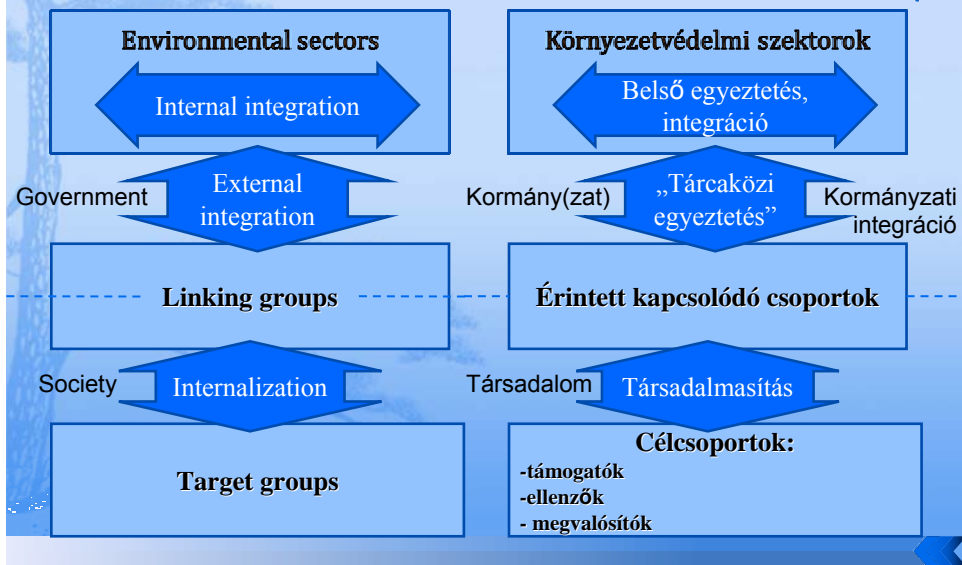 Environmental sectors
Internal integration
Government
External
integration
Linking groups
Society
Internalization
Target groups
Környezetvédelmi szektorok
Belső egyeztetés,
integráció
Kormány(zat)
„Tárcaközi
egyeztetés”
Kormányzati
integráció
Érintett kapcsolódó csoportok
Társadalom
Társadalmasítás
Célcsoportok:
-támogatók
-ellenzők
- megvalósítók